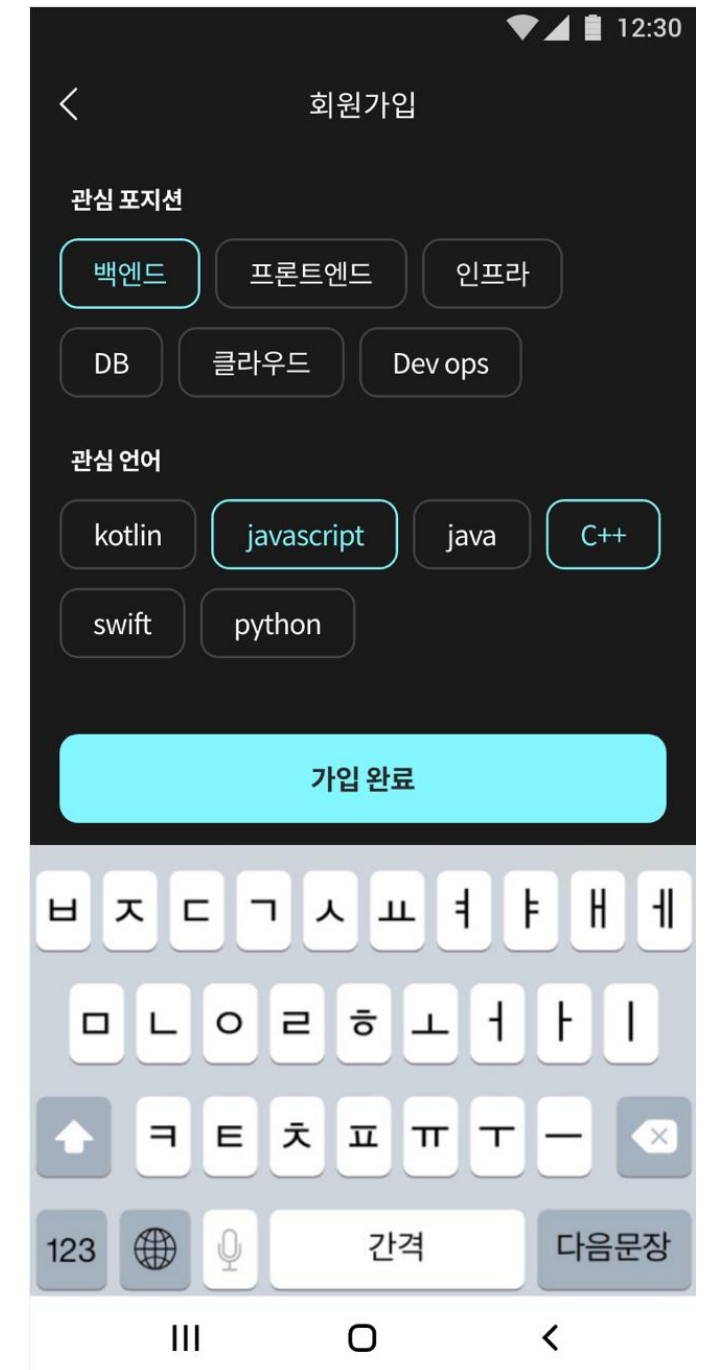 12:30
회원가입
관심 포지션
백엔드 프론트엔드 인프라
DB 클라우드 Dev ops
관심 언어
kotlin javascript java C++
swift python
가입 완료
ㅂ ㅈ ㄷ ㄱ ㅅ ㅛ ㅕ ㅑ ㅐ ㅔ
ㅁ ㄴ ㅇ ㄹ ㅎ ㅗ ㅓ ㅏ ㅣ
ㅋ ㅌ ㅊ ㅍ ㅠ ㅜ ㅡ
123 간격 다음문장